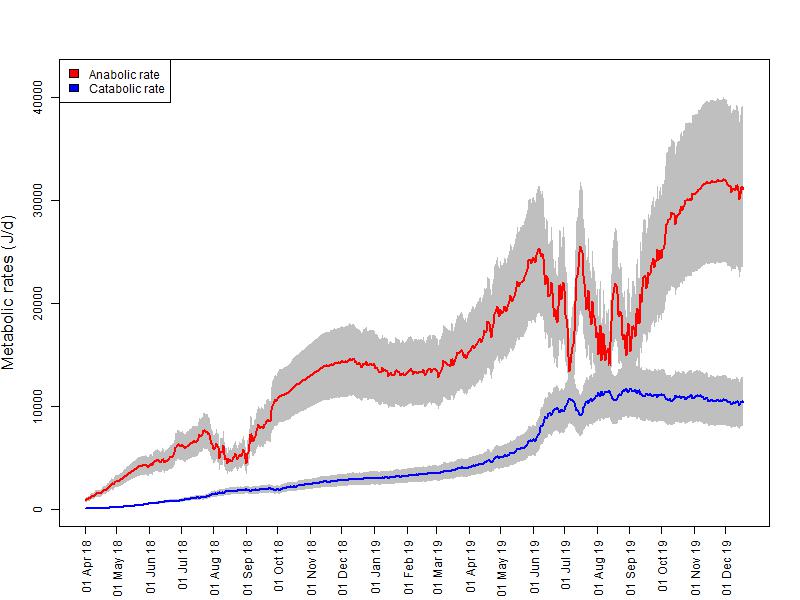 Anabolic rate
Catabolic rate
Metabolic rates (J/d)
40000
30000
20000
10000
0
01 Apr 18
01 May 18
01 Jun 18
01 Jul 18
01 Aug 18
01 Sep 18
01 Oct 18
01 Nov 18
01 Dec 18
01 Jan 19
01 Feb 19
01 Mar 19
01 Apr 19
01 May 19
01 Jun 19
01 Jul 19
01 Aug 19
01 Sep 19
01 Oct 19
01 Nov 19
01 Dec 19